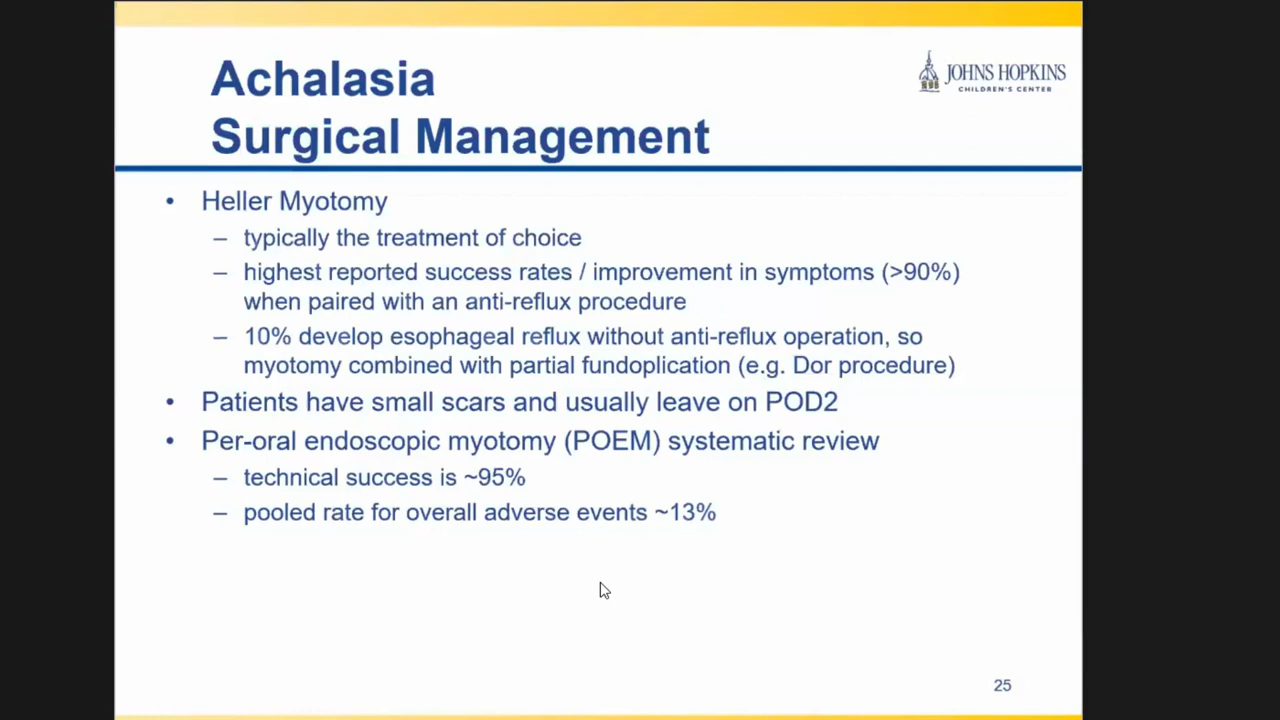 Achalasia
Surgical Management
JOHNS HOPKINS
CHILDREN'S CENTER
• Heller Myotomy
– typically the treatment of choice
– highest reported success rates / improvement in symptoms (>90%)
when paired with an anti-reflux procedure
– 10% develop esophageal reflux without anti-reflux operation, so
myotomy combined with partial fundoplication (e.g. Dor procedure)
• Patients have small scars and usually leave on POD2
• Per-oral endoscopic myotomy (POEM) systematic review
– technical success is ~95%
– pooled rate for overall adverse events ~13%
25